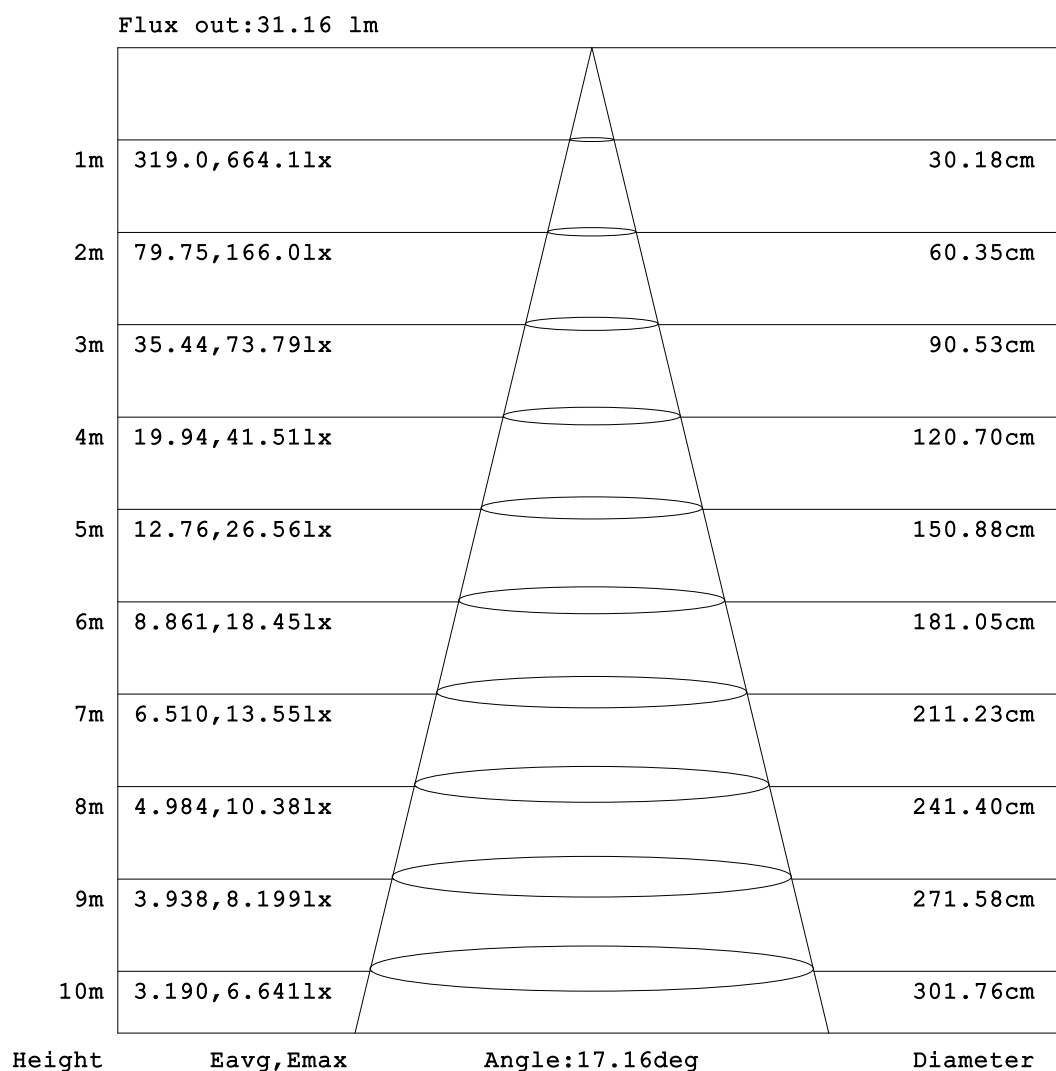 Flux out:31.16 lm
1m 319.0,664.1lx 30.18cm
2m 79.75,166.0lx 60.35cm
3m 35.44,73.79lx 90.53cm
4m 19.94,41.51lx 120.70cm
5m 12.76,26.56lx 150.88cm
6m 8.861,18.45lx 181.05cm
7m 6.510,13.55lx 211.23cm
8m 4.984,10.38lx 241.40cm
9m 3.938,8.199lx 271.58cm
10m 3.190,6.641lx 301.76cm
Height Eavg,Emax Angle:17.16deg Diameter